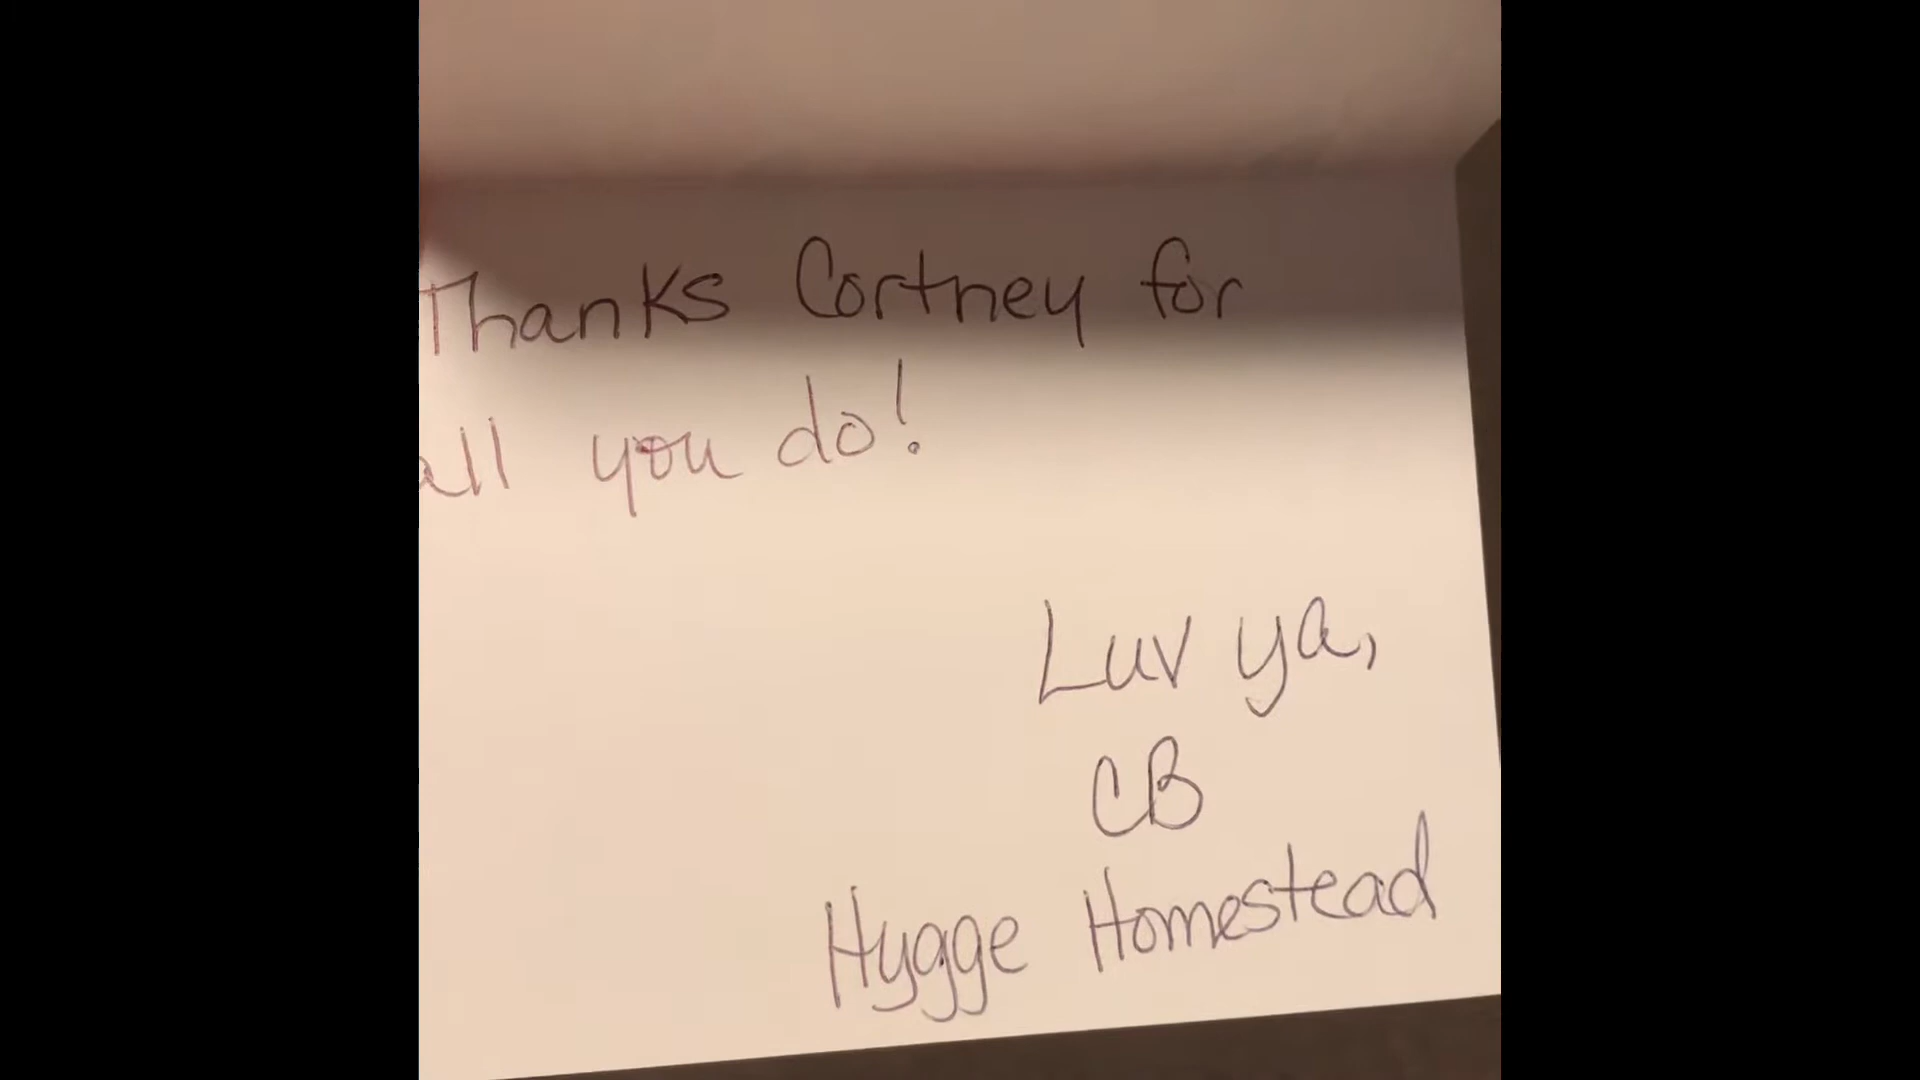 Thanks Cortney for
all you do!
Luv ya,
CB
Hygge Homestead